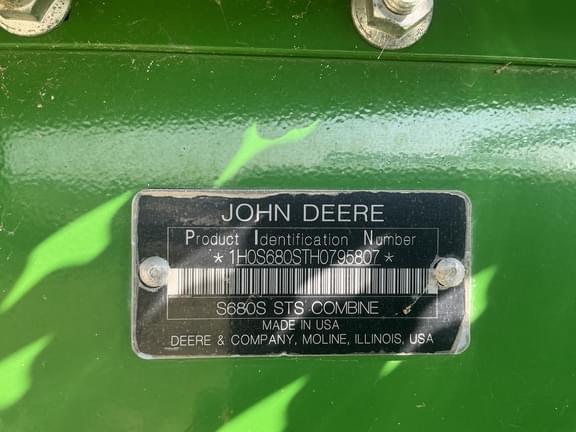 JOHN DEERE
Product Identification Number
*1H0S680STH0795807*
S680S STS COMBINE
MADE IN USA
DEERE & COMPANY, MOLINE, ILLINOIS, USA